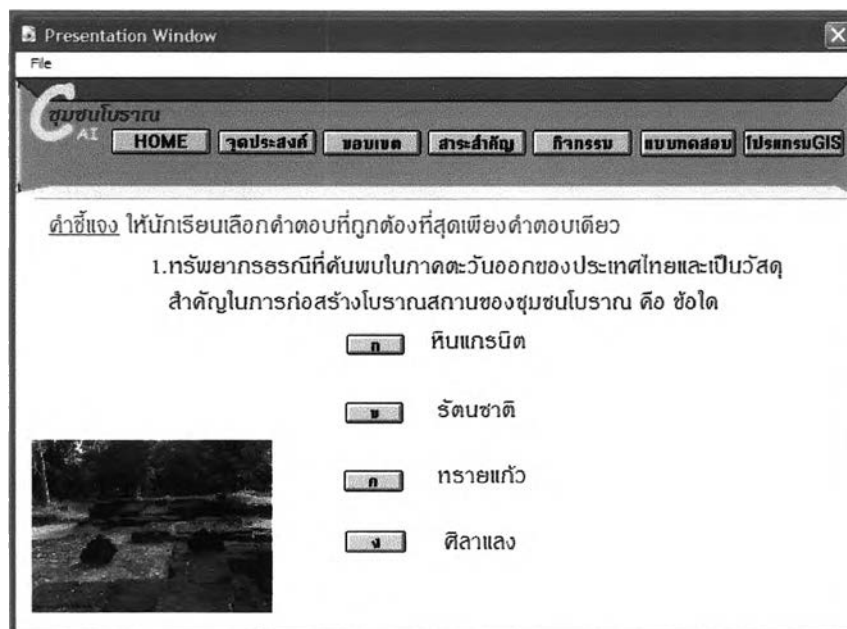 Presentation Window
File
CAI
ชุมชนโบราณ
HOME จุดประสงค์ ขอบเขต สาระสำคัญ กิจกรรม แบบทดสอบ โปรแกรมGIS
คำชี้แจง ให้นักเรียนเลือกคำตอบที่ถูกต้องที่สุดเพียงคำตอบเดียว
1.ทรัพยากรธรณีที่ค้นพบในภาคตะวันออกของประเทศไทยและเป็นวัสดุ
สำคัญในการก่อสร้างโบราณสถานของชุมชนโบราณ คือ ข้อใด
ก หินแกรนิต
ข รัตนชาติ
ค ทรายแก้ว
ง ศิลาแลง